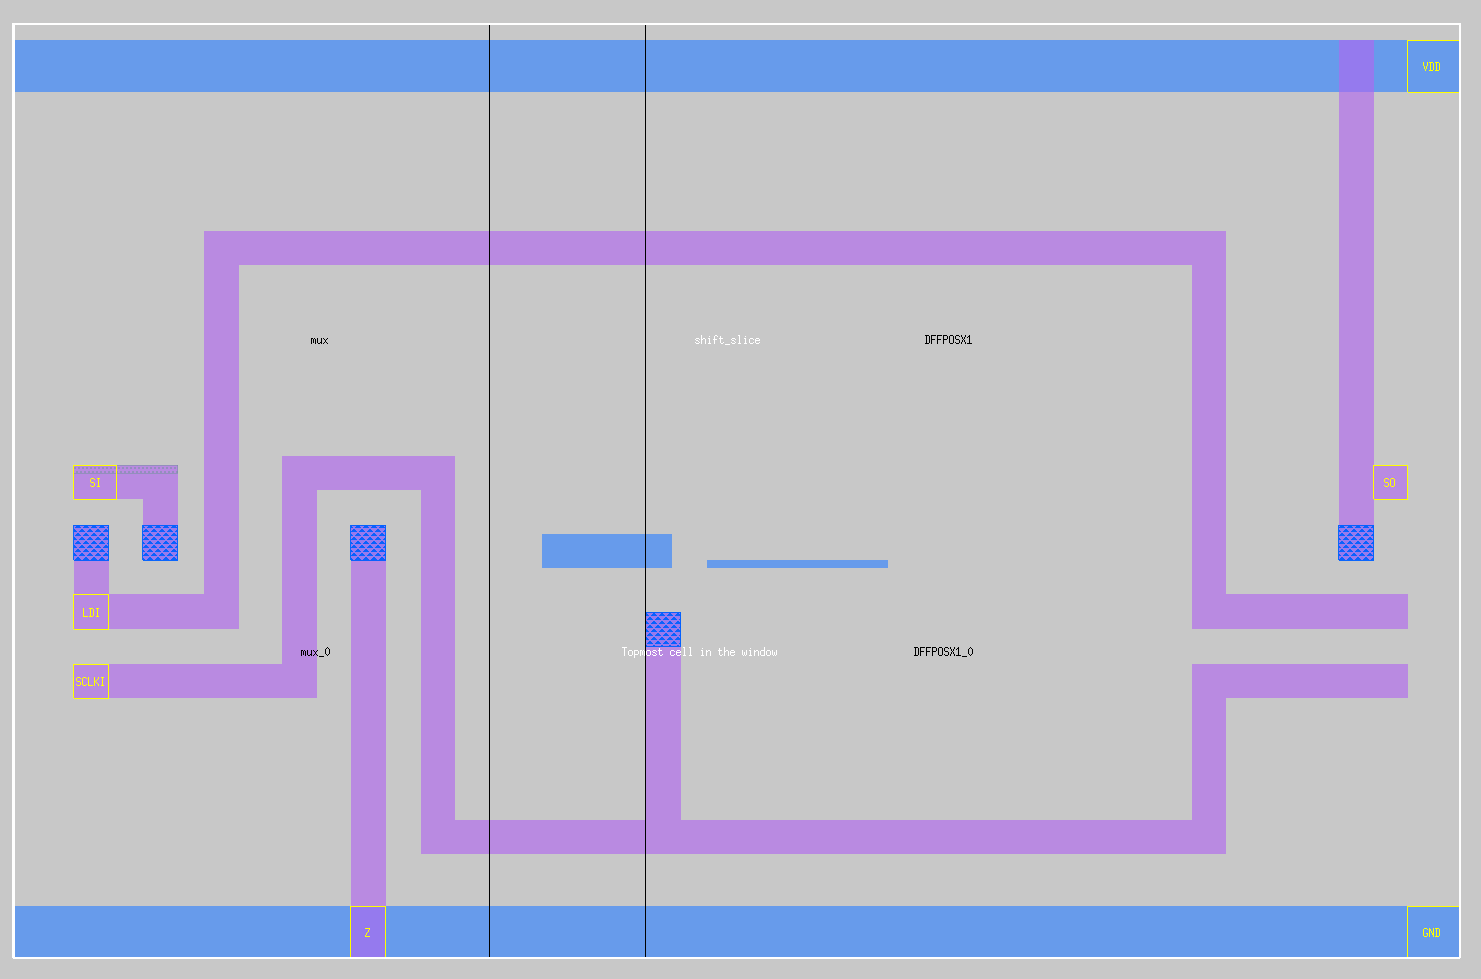 VDD
mux
shift_slice
DFFPOSX1
SI
SO
LDI
mux_0
Topmost cell in the window
DFFPOSX1_0
SCLKI
Z
GND